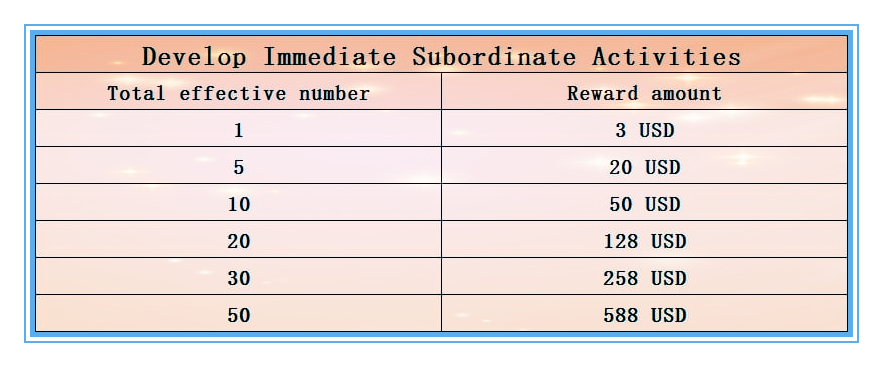 Develop Immediate Subordinate Activities
Total effective number Reward amount
1 3 USD
5 20 USD
10 50 USD
20 128 USD
30 258 USD
50 588 USD